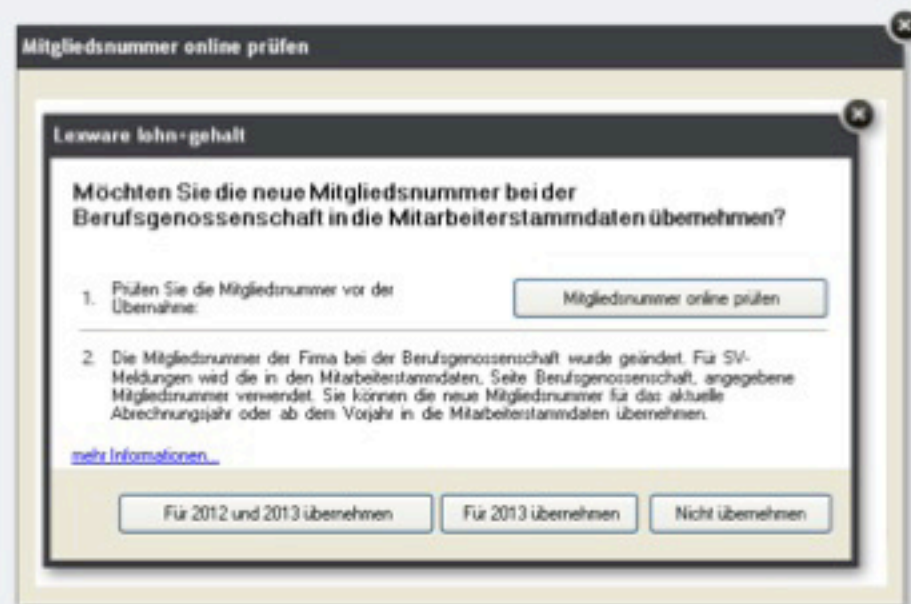 Mitgliedsnummer online prüfen
Lexware lohn+gehalt
Möchten Sie die neue Mitgliedsnummer bei der
Berufsgenossenschaft in die Mitarbeiterstammdaten übernehmen?
1. Prüfen Sie die Mitgliedsnummer vor der
Übernahme:
Mitgliedsnummer online prüfen
2. Die Mitgliedsnummer der Firma bei der Berufsgenossenschaft wurde geändert. Für SV-
Meldungen wird die in den Mitarbeiterstammdaten, Seite Berufsgenossenschaft, angegebene
Mitgliedsnummer verwendet. Sie können die neue Mitgliedsnummer für das aktuelle
Abrechnungsjahr oder ab dem Vorjahr in die Mitarbeiterstammdaten übernehmen.
mehr Informationen...
Für 2012 und 2013 übernehmen
Für 2013 übernehmen
Nicht übernehmen